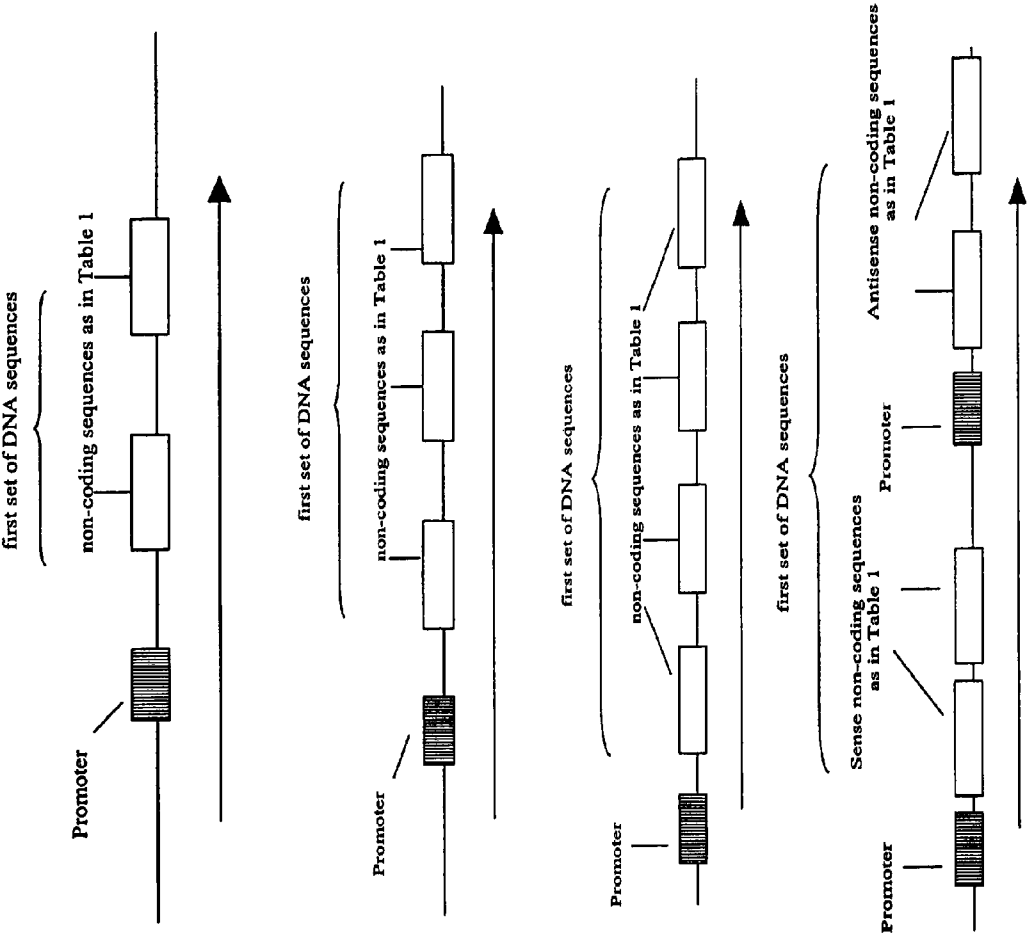 first set of DNA sequences
non-coding sequences as in Table 1
Promoter
first set of DNA sequences
non-coding sequences as in Table 1
Promoter
first set of DNA sequences
non-coding sequences as in Table 1
Promoter
first set of DNA sequences
Sense non-coding sequences
as in Table 1
Antisense non-coding sequences
as in Table 1
Promoter
Promoter